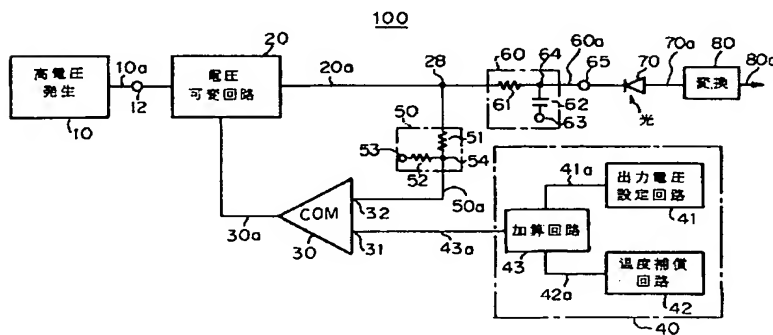 100
高電圧
発生
10
10a
12
20
電圧
可変回路
20a
28
60
61
64
62
63
60a
65
70
光
70a
80
変換
80a
50
51
53
52
54
50a
COM
30
30a
32
31
43a
41a
出力電圧
設定回路
41
加算回路
43
42a
温度補償
回路
42
40